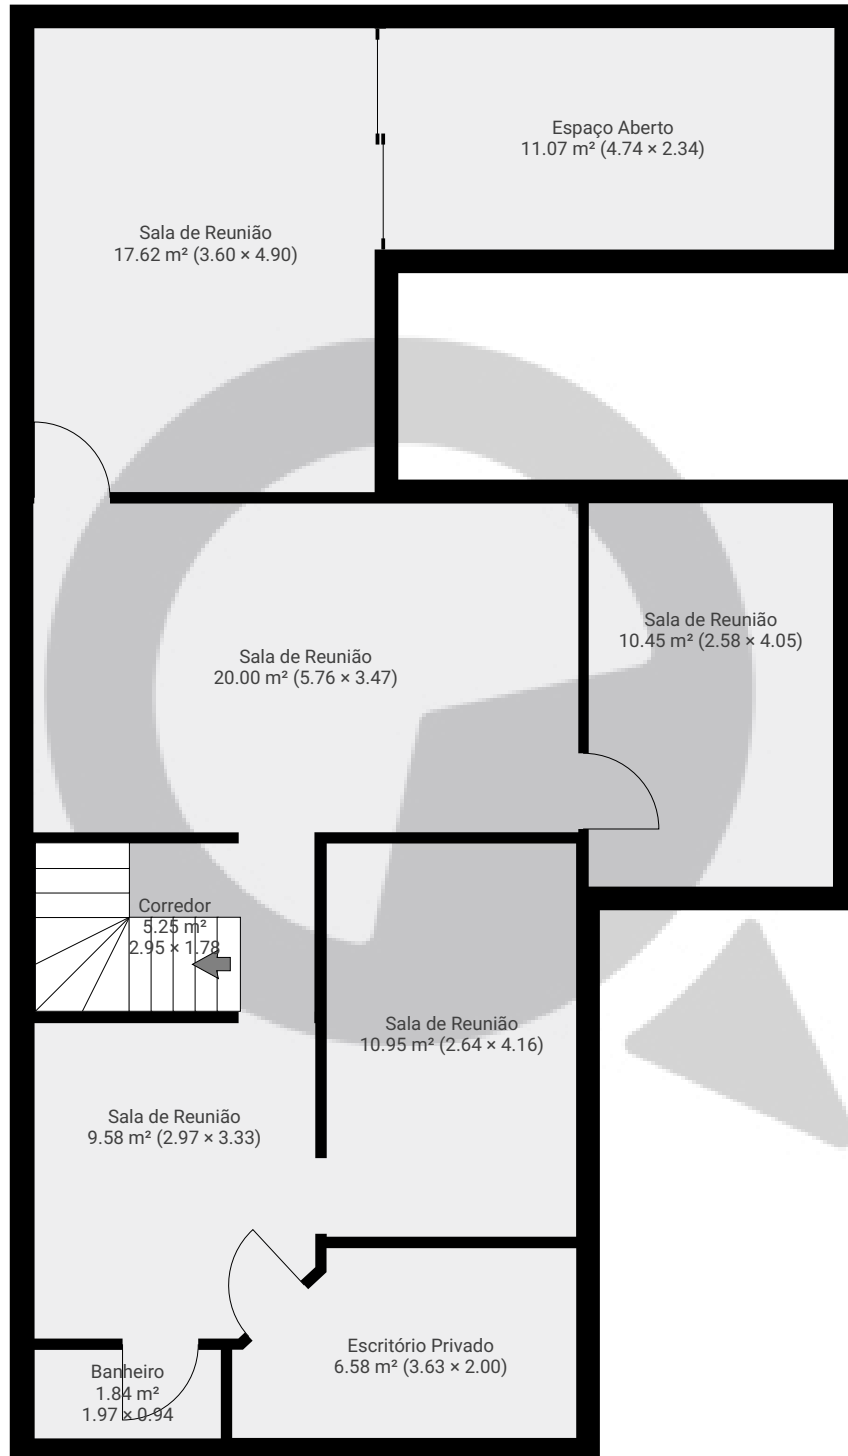 Espaço Aberto
11.07 m² (4.74 × 2.34)
Sala de Reunião
17.62 m² (3.60 × 4.90)
Sala de Reunião
10.45 m² (2.58 × 4.05)
Sala de Reunião
20.00 m² (5.76 × 3.47)
Corredor
5.25 m²
2.95 × 1.78
Sala de Reunião
10.95 m² (2.64 × 4.16)
Sala de Reunião
9.58 m² (2.97 × 3.33)
Escritório Privado
6.58 m² (3.63 × 2.00)
Banheiro
1.84 m²
1.97 × 0.94